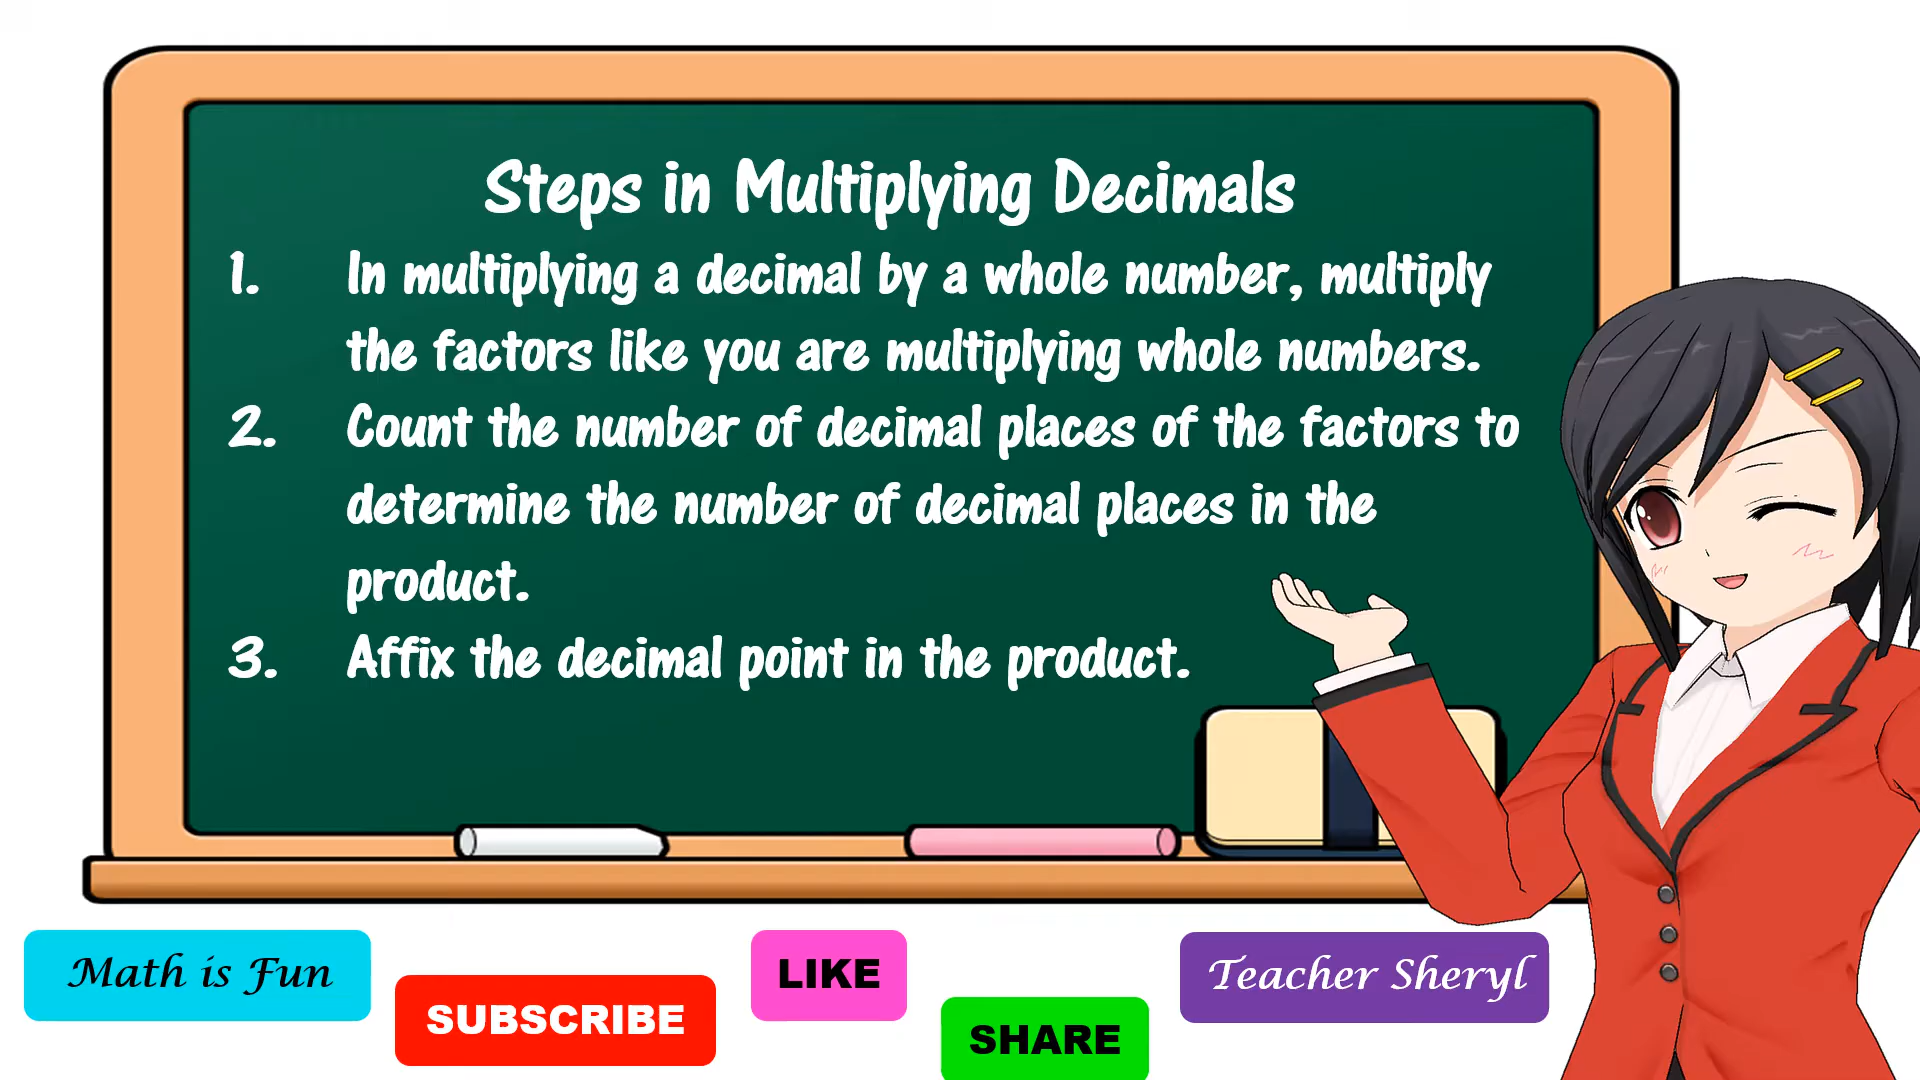 Steps in Multiplying Decimals
1. In multiplying a decimal by a whole number, multiply
the factors like you are multiplying whole numbers.
2. Count the number of decimal places of the factors to
determine the number of decimal places in the
product.
3. Affix the decimal point in the product.
Math is Fun
SUBSCRIBE
LIKE
SHARE
Teacher Sheryl